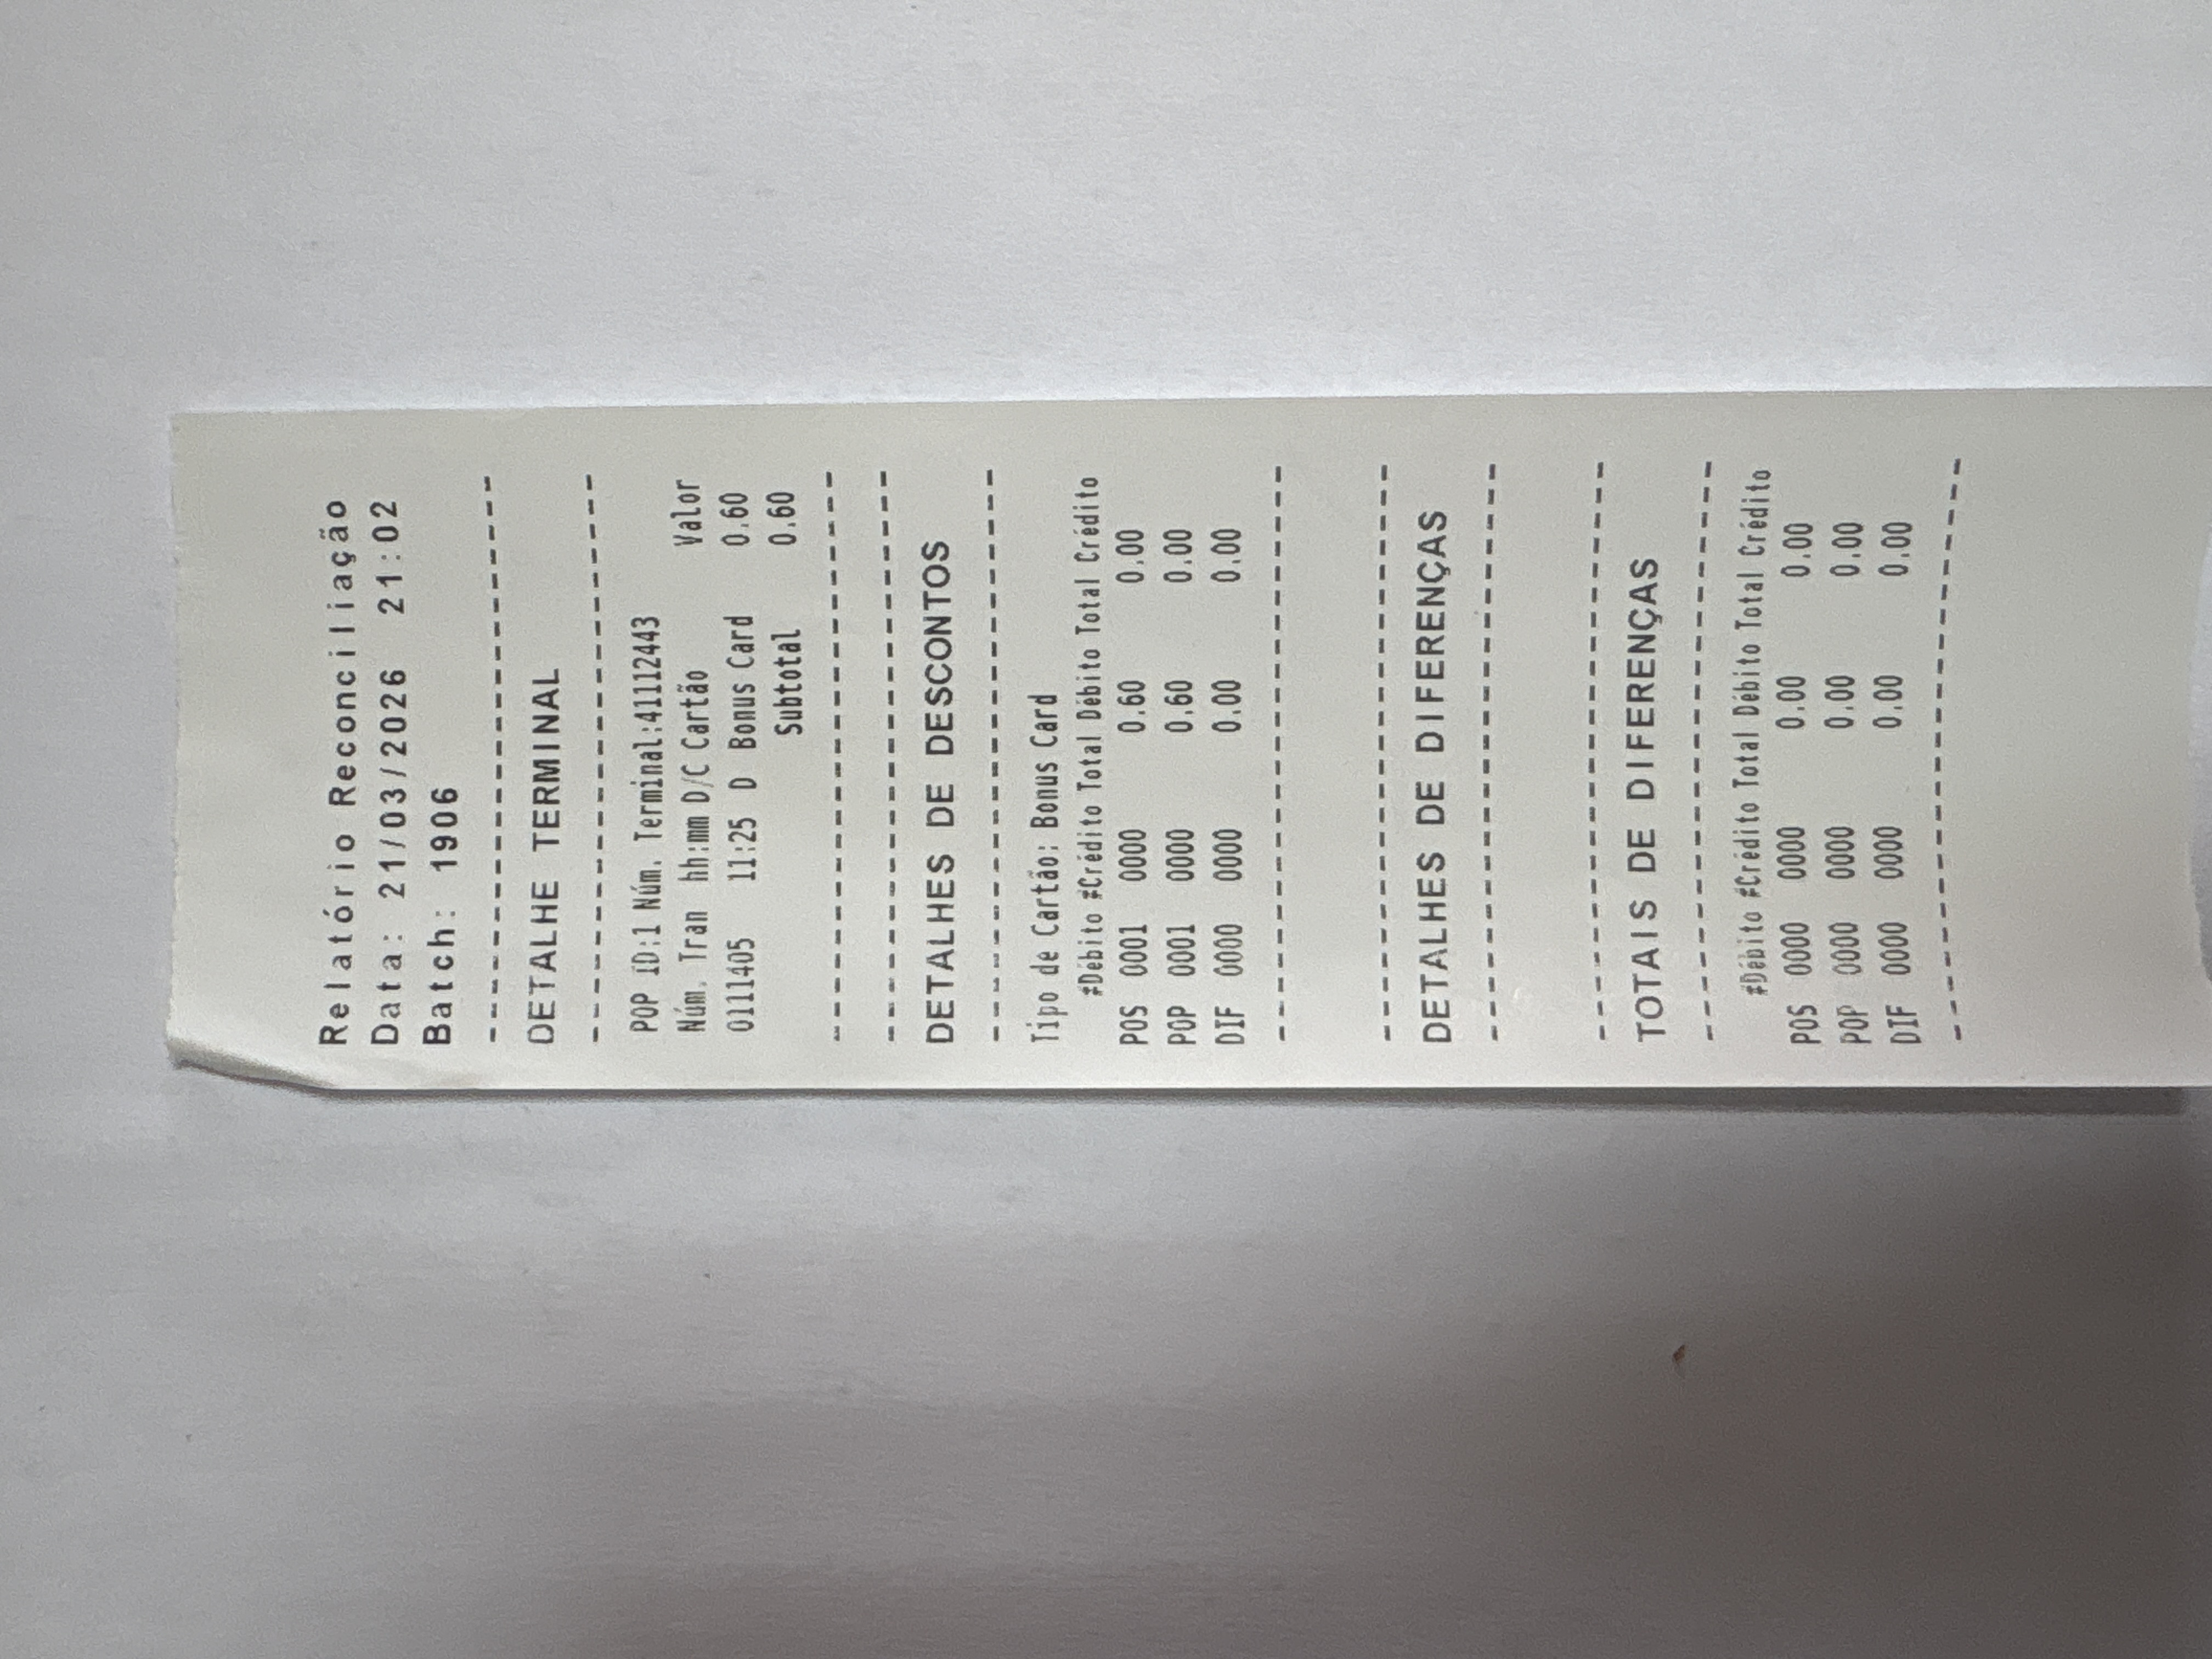 Relatório Reconciliação
Data: 21/03/2026 21:02
Batch: 1906
--------------------------------
DETALHE TERMINAL
--------------------------------
POP ID:1 Núm. Terminal:41112443
Núm. Tran hh:mm D/C Cartão Valor
0111405 11:25 D Bonus Card 0.60
Subtotal 0.60
--------------------------------
--------------------------------
DETALHES DE DESCONTOS
--------------------------------
Tipo de Cartão: Bonus Card
#Débito #Crédito Total Débito Total Crédito
POS 0001 0000 0.60 0.00
POP 0001 0000 0.60 0.00
DIF 0000 0000 0.00 0.00
--------------------------------
--------------------------------
DETALHES DE DIFERENÇAS
--------------------------------
--------------------------------
TOTAIS DE DIFERENÇAS
--------------------------------
#Débito #Crédito Total Débito Total Crédito
POS 0000 0000 0.00 0.00
POP 0000 0000 0.00 0.00
DIF 0000 0000 0.00 0.00
--------------------------------